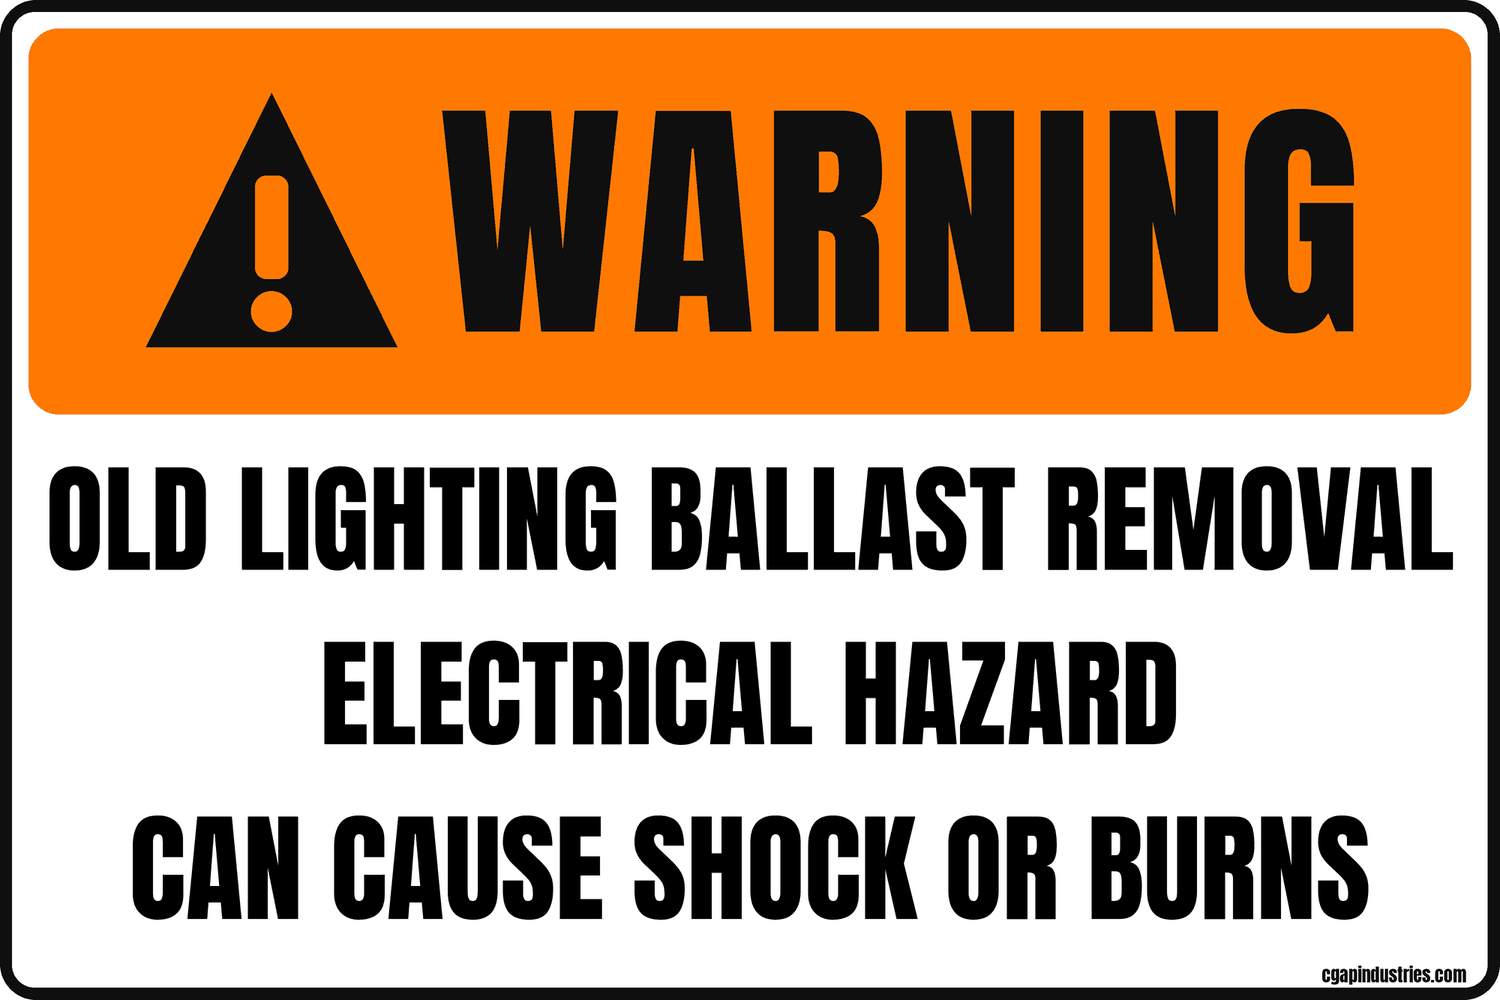 WARNING
OLD LIGHTING BALLAST REMOVAL
ELECTRICAL HAZARD
CAN CAUSE SHOCK OR BURNS
cgapindustries.com